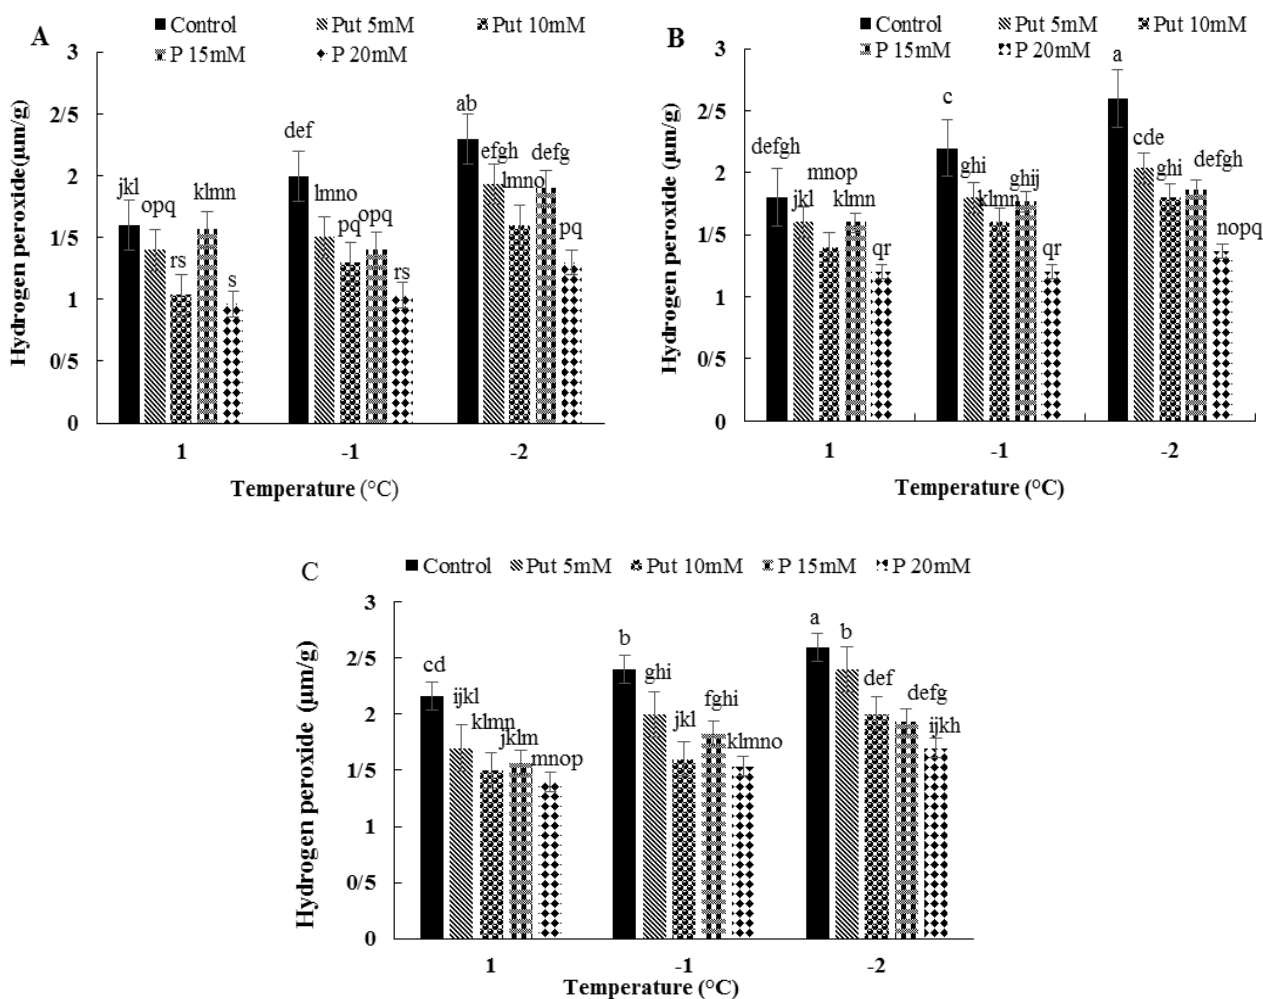 A
Control Put 5mM Put 10mM
P 15mM P 20mM
Hydrogen peroxide(µm/g)
3
2/5
2
1/5
1
0/5
0
jkl opq rs klmn s
def lmno pq opq rs
ab efgh lmno defg pq
1 -1 -2
Temperature (°C)
B
Control Put 5mM Put 10mM
P 15mM P 20mM
Hydrogen peroxide (µm/g)
3
2/5
2
1/5
1
0/5
0
defgh jkl mnop klmn qr
c ghi klmn ghij qr
a cde ghi defgh nopq
1 -1 -2
Temperature (°C)
C
Control Put 5mM Put 10mM P 15mM P 20mM
Hydrogen peroxide (µm/g)
3
2/5
2
1/5
1
0/5
0
cd ijkl klmn jklm mnop
b ghi jkl fghi klmno
a b def defg ijkh
1 -1 -2
Temperature (°C)